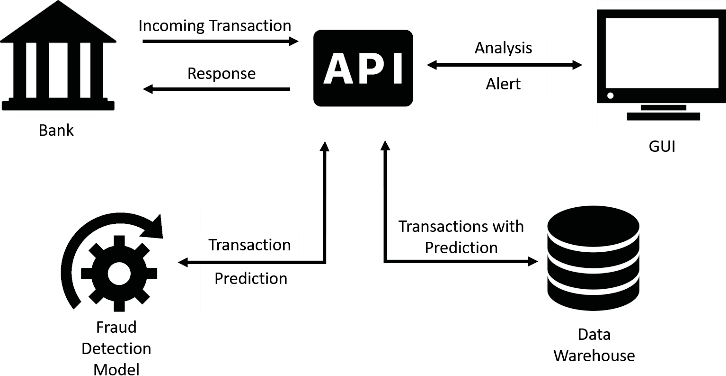 Incoming Transaction
Response
Bank
API
Analysis
Alert
GUI
Transaction
Prediction
Fraud
Detection
Model
Transactions with
Prediction
Data
Warehouse